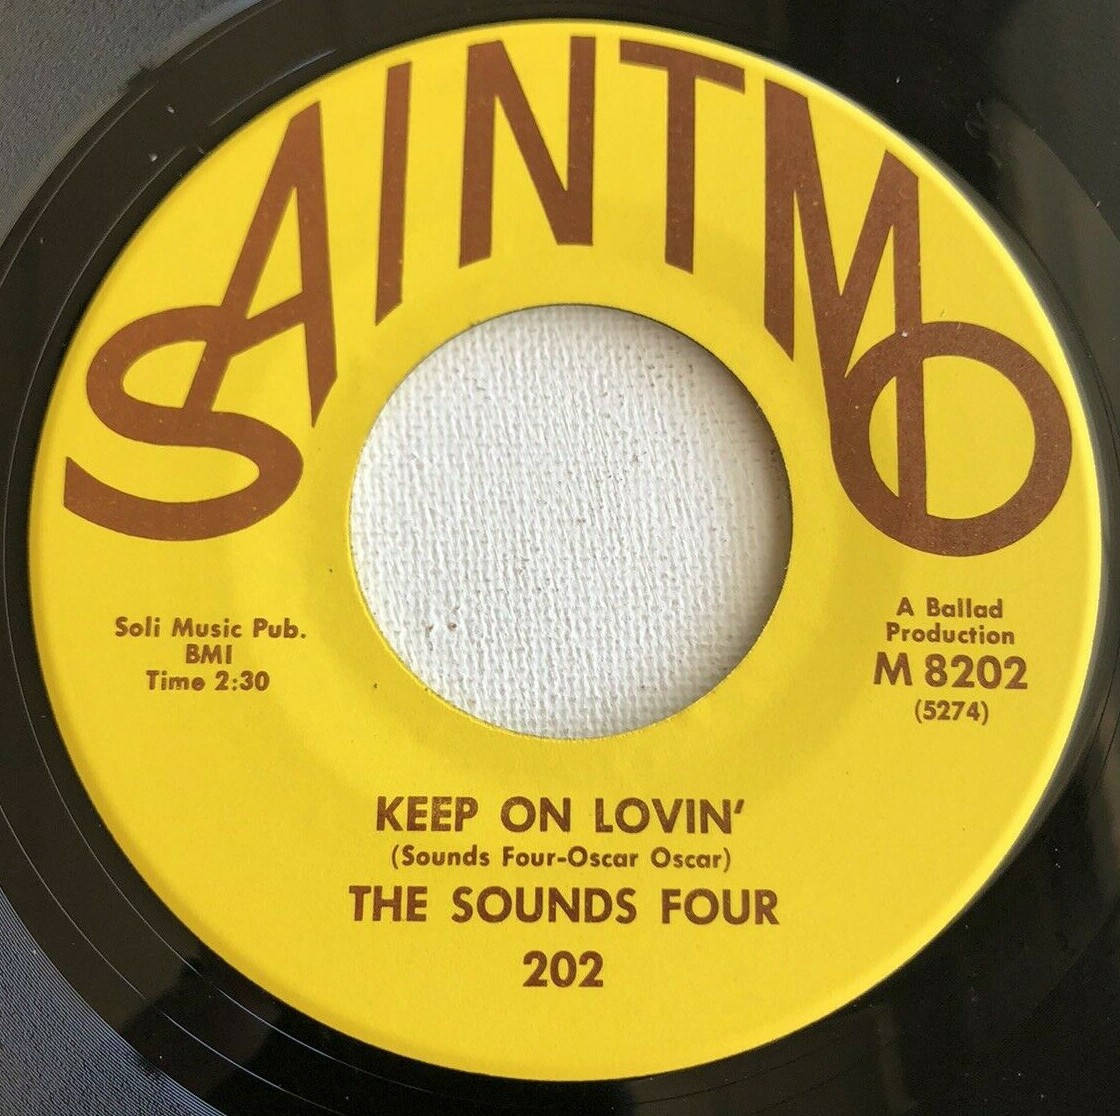 SAINTMO
Soli Music Pub.
BMI
Time 2:30
A Ballad
Production
M 8202
(5274)
KEEP ON LOVIN'
(Sounds Four-Oscar Oscar)
THE SOUNDS FOUR
202